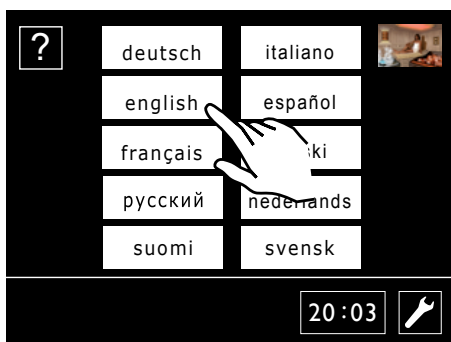 ?
deutsch italiano
english español
français
русский nederlands
suomi svensk
20:03